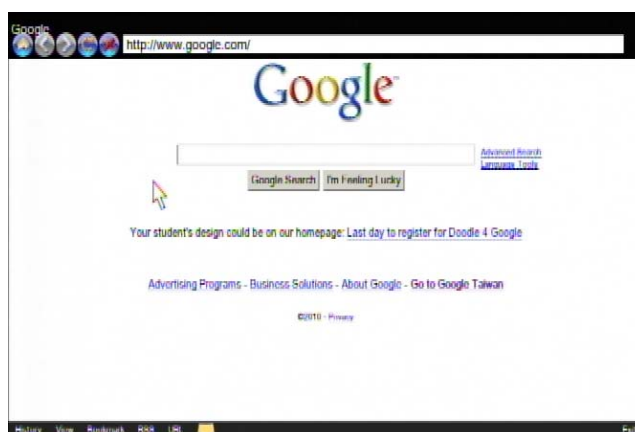 Google
http://www.google.com/
Google™
Advanced Search
Language Tools
Google Search I'm Feeling Lucky
Your student's design could be on our homepage: Last day to register for Doodle 4 Google
Advertising Programs - Business Solutions - About Google - Go to Google Taiwan
©2010 - Privacy
History View Bookmark RSS URL